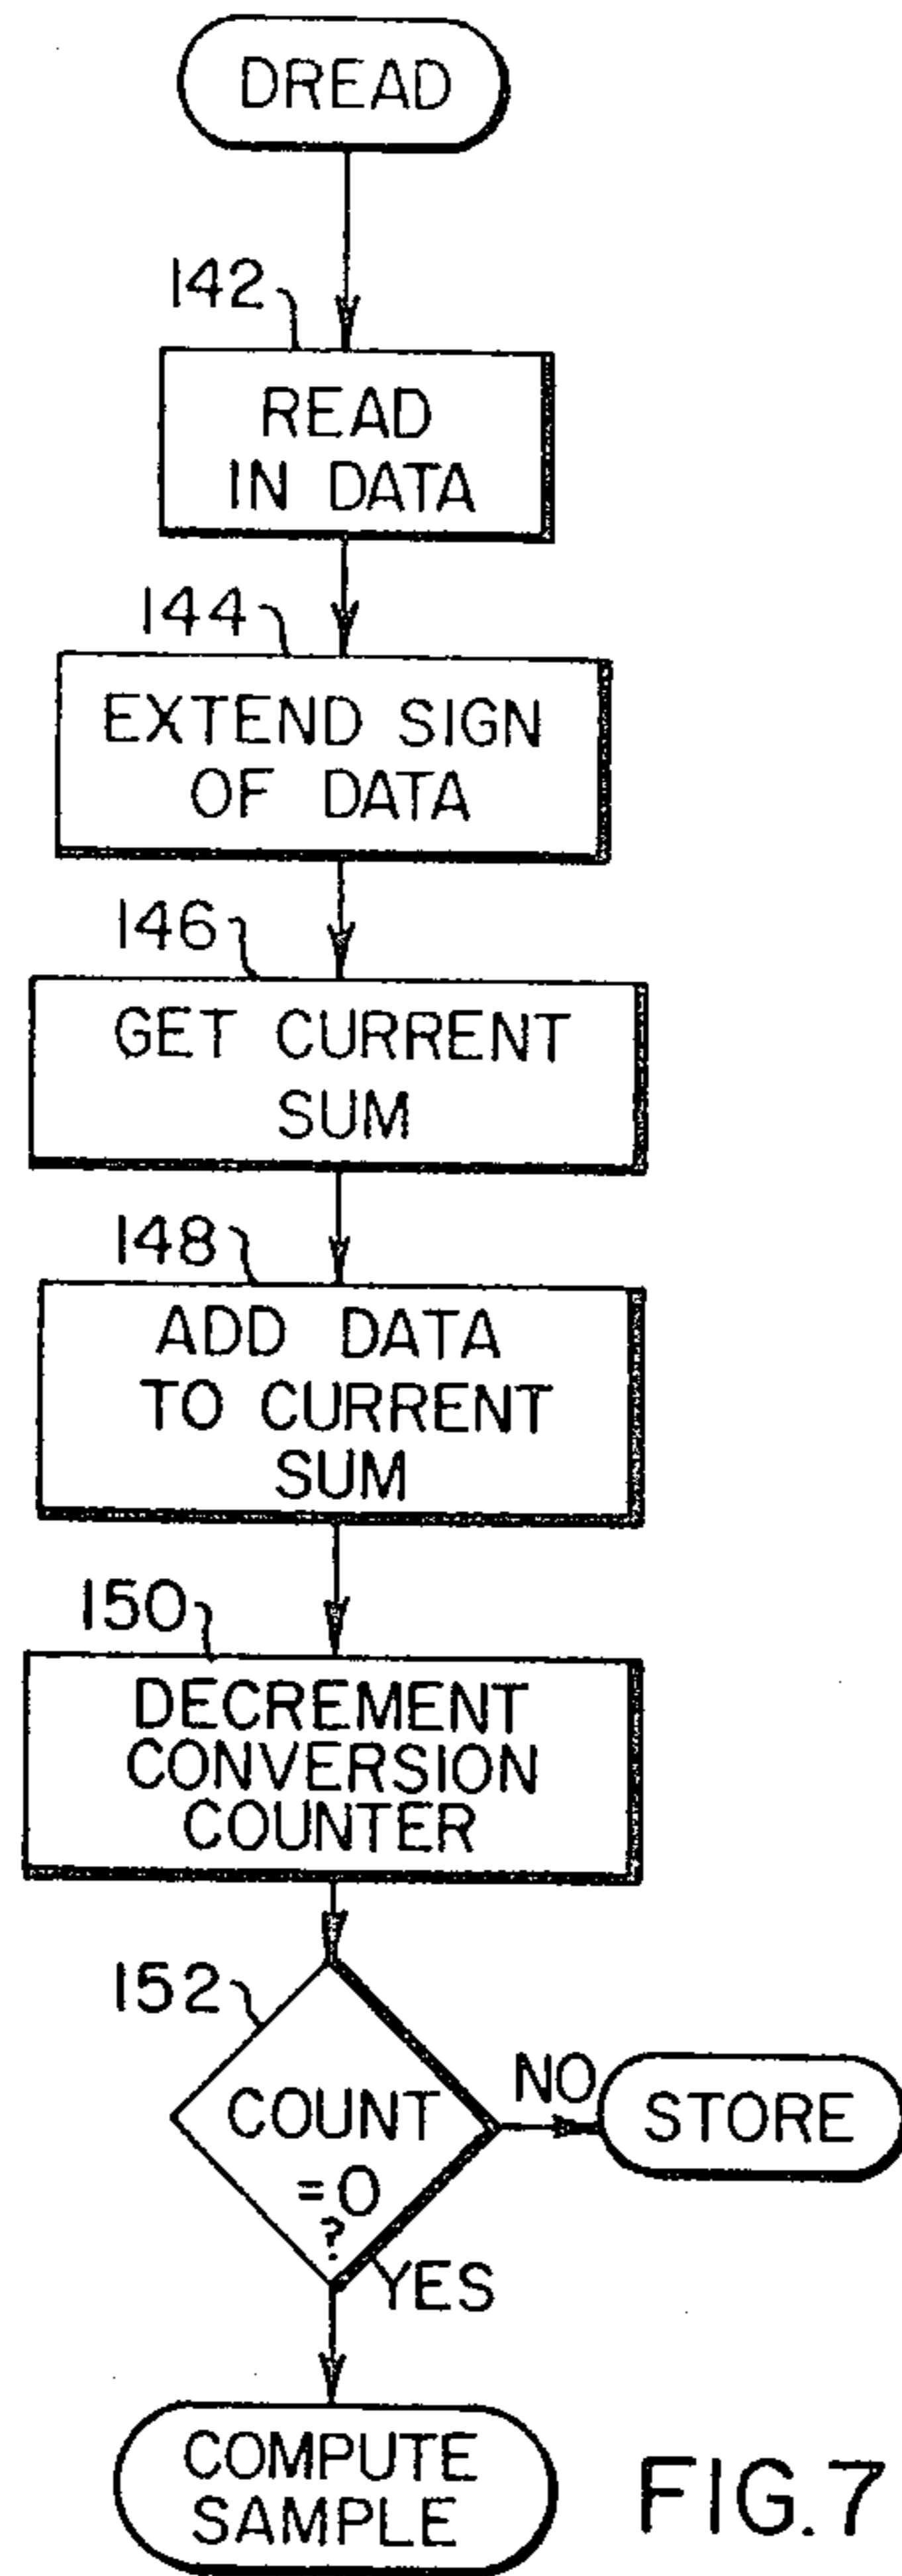 DREAD
142
READ
IN DATA
144
EXTEND SIGN
OF DATA
146
GET CURRENT
SUM
148
ADD DATA
TO CURRENT
SUM
150
DECREMENT
CONVERSION
COUNTER
152
COUNT
=0
?
NO
STORE
YES
COMPUTE
SAMPLE
FIG.7